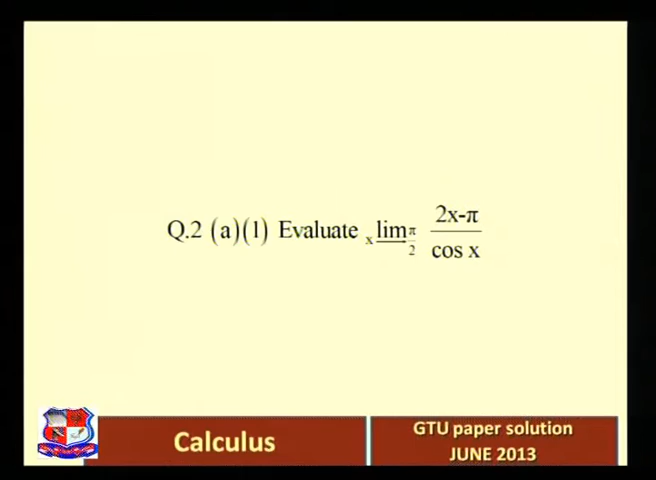 Q.2 (a)(1) Evaluate x lim π/2 2x-π / cos x
Calculus
GTU paper solution
JUNE 2013